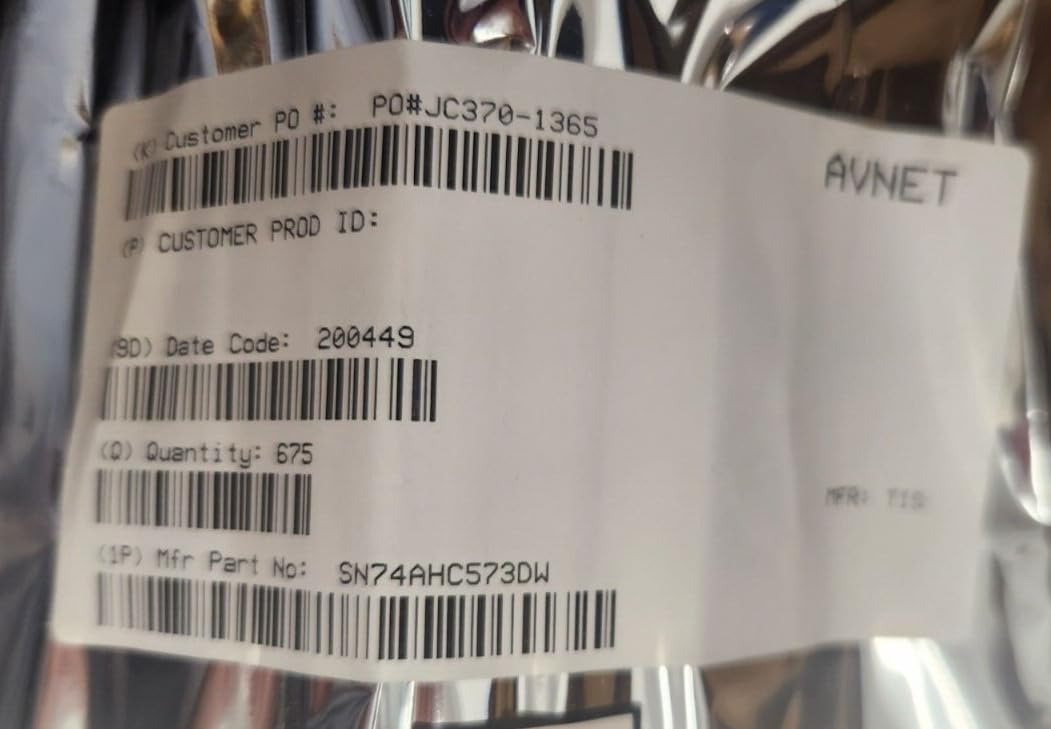 (K) Customer PO #: PO#JC370-1365
AVNET
(P) CUSTOMER PROD ID:
(9D) Date Code: 200449
(Q) Quantity: 675
MFR: TIS
(1P) Mfr Part No: SN74AHC573DW